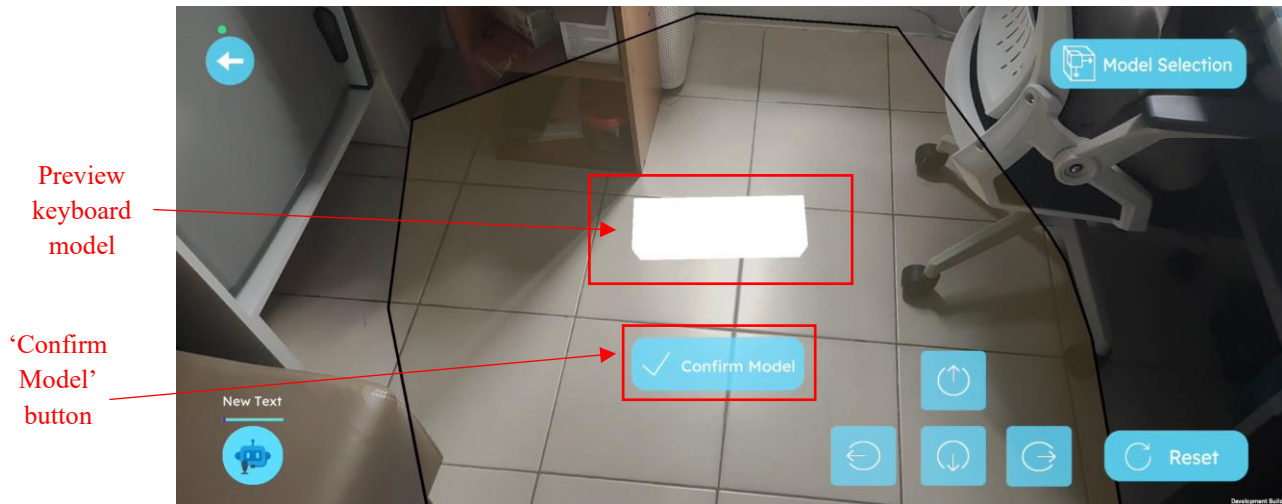 Model Selection
Preview
keyboard
model
‘Confirm
Model’
button
Confirm Model
New Text
Reset
Development Build